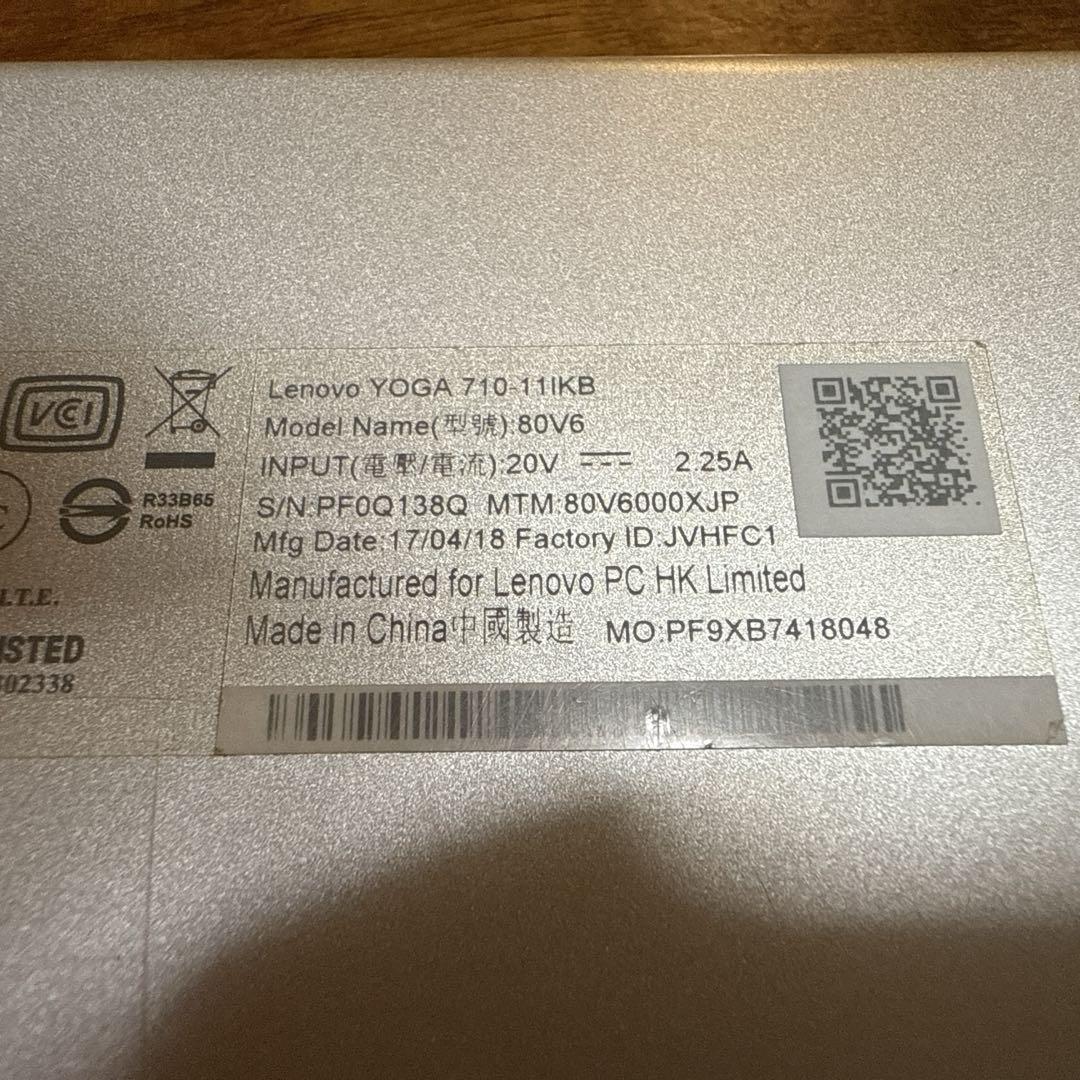 Lenovo YOGA 710-11IKB
Model Name(型號):80V6
INPUT(電壓/電流):20V ⎓ 2.25A
S/N:PF0Q138Q MTM:80V6000XJP
Mfg Date:17/04/18 Factory ID:JVHFC1
Manufactured for Lenovo PC HK Limited
Made in China中國製造 MO:PF9XB7418048
VCI
R33B65
RoHS
I.T.E.
02338